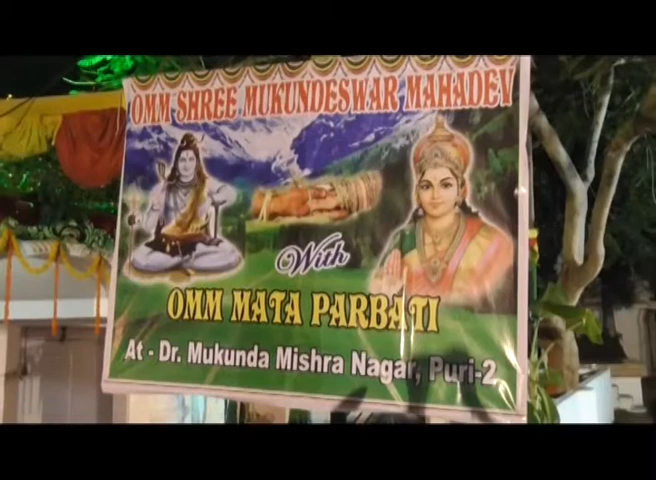 OMM SHREE MUKUNDESWAR MAHADEV
With
OMM MATA PARBATI
At - Dr. Mukunda Mishra Nagar, Puri-2